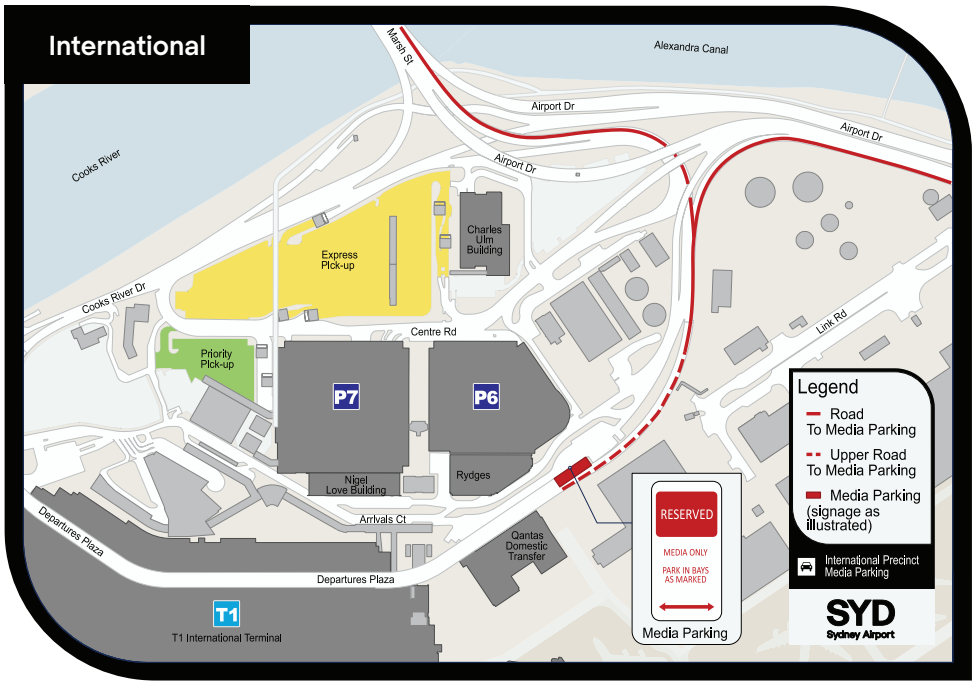 International
Marsh St
Alexandra Canal
Airport Dr
Airport Dr
Airport Dr
Cooks River
Charles
Ulm
Building
Express
Pick-up
Cooks River Dr
Centre Rd
Link Rd
Priority
Pick-up
P7
P6
Legend
Road
To Media Parking
Upper Road
To Media Parking
Media Parking
(signage as
illustrated)
Nigel
Love Building
Rydges
RESERVED
MEDIA ONLY
PARK IN BAYS
AS MARKED
Media Parking
Arrivals Ct
Departures Plaza
Qantas
Domestic
Transfer
Departures Plaza
International Precinct
Media Parking
T1
T1 International Terminal
SYD
Sydney Airport